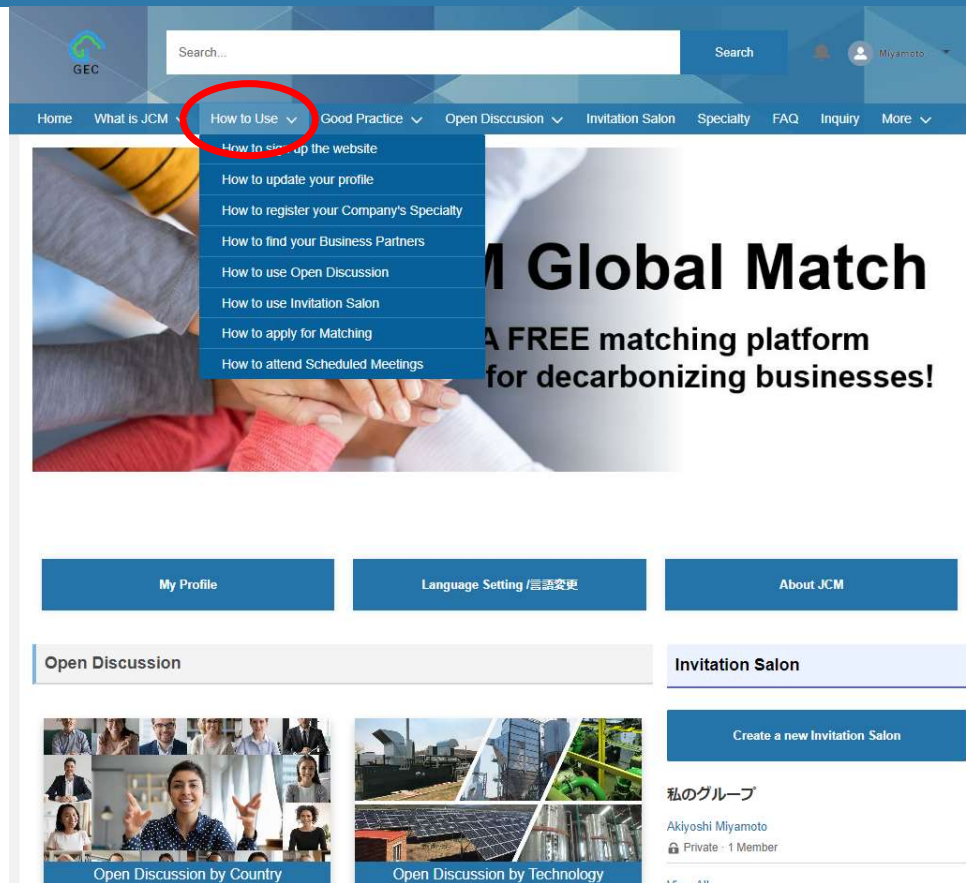 GEC
Search...
Search
Miyamoto
Home What is JCM How to Use Good Practice Open Disccusion Invitation Salon Specialty FAQ Inquiry More
How to sign up the website
How to update your profile
How to register your Company's Specialty
How to find your Business Partners
How to use Open Discussion
How to use Invitation Salon
How to apply for Matching
How to attend Scheduled Meetings
M Global Match
A FREE matching platform
for decarbonizing businesses!
My Profile
Language Setting /言語変更
About JCM
Open Discussion
Invitation Salon
Create a new Invitation Salon
私のグループ
Akiyoshi Miyamoto
Private · 1 Member
Open Discussion by Country
Open Discussion by Technology